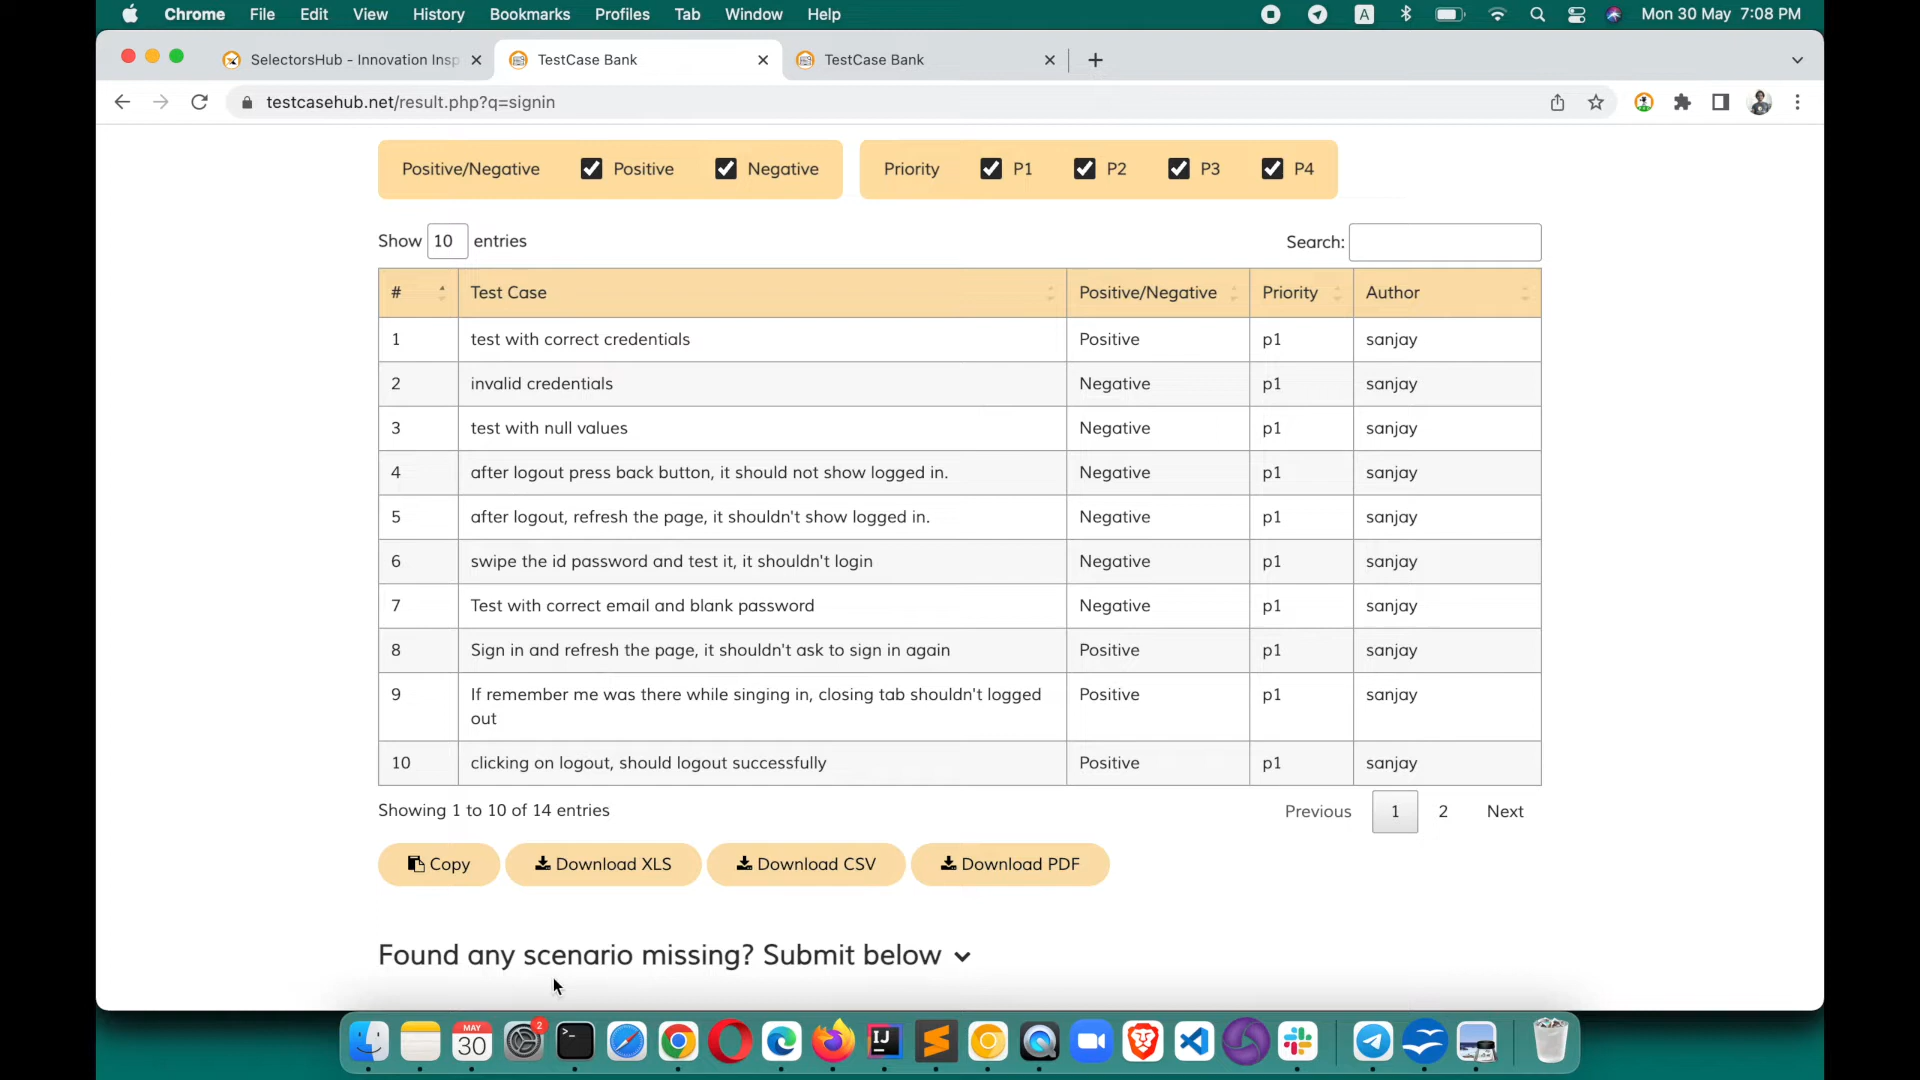 Chrome File Edit View History Bookmarks Profiles Tab Window Help A Mon 30 May 7:08 PM
SelectorsHub - Innovation Insp TestCase Bank TestCase Bank
testcasehub.net/result.php?q=signin
Positive/Negative Positive Negative Priority P1 P2 P3 P4
Show 10 entries Search:
# Test Case Positive/Negative Priority Author
1 test with correct credentials Positive p1 sanjay
2 invalid credentials Negative p1 sanjay
3 test with null values Negative p1 sanjay
4 after logout press back button, it should not show logged in. Negative p1 sanjay
5 after logout, refresh the page, it shouldn't show logged in. Negative p1 sanjay
6 swipe the id password and test it, it shouldn't login Negative p1 sanjay
7 Test with correct email and blank password Negative p1 sanjay
8 Sign in and refresh the page, it shouldn't ask to sign in again Positive p1 sanjay
9 If remember me was there while singing in, closing tab shouldn't logged Positive p1 sanjay
out
10 clicking on logout, should logout successfully Positive p1 sanjay
Showing 1 to 10 of 14 entries Previous 1 2 Next
Copy Download XLS Download CSV Download PDF
Found any scenario missing? Submit below
MAY 30 2 IJ